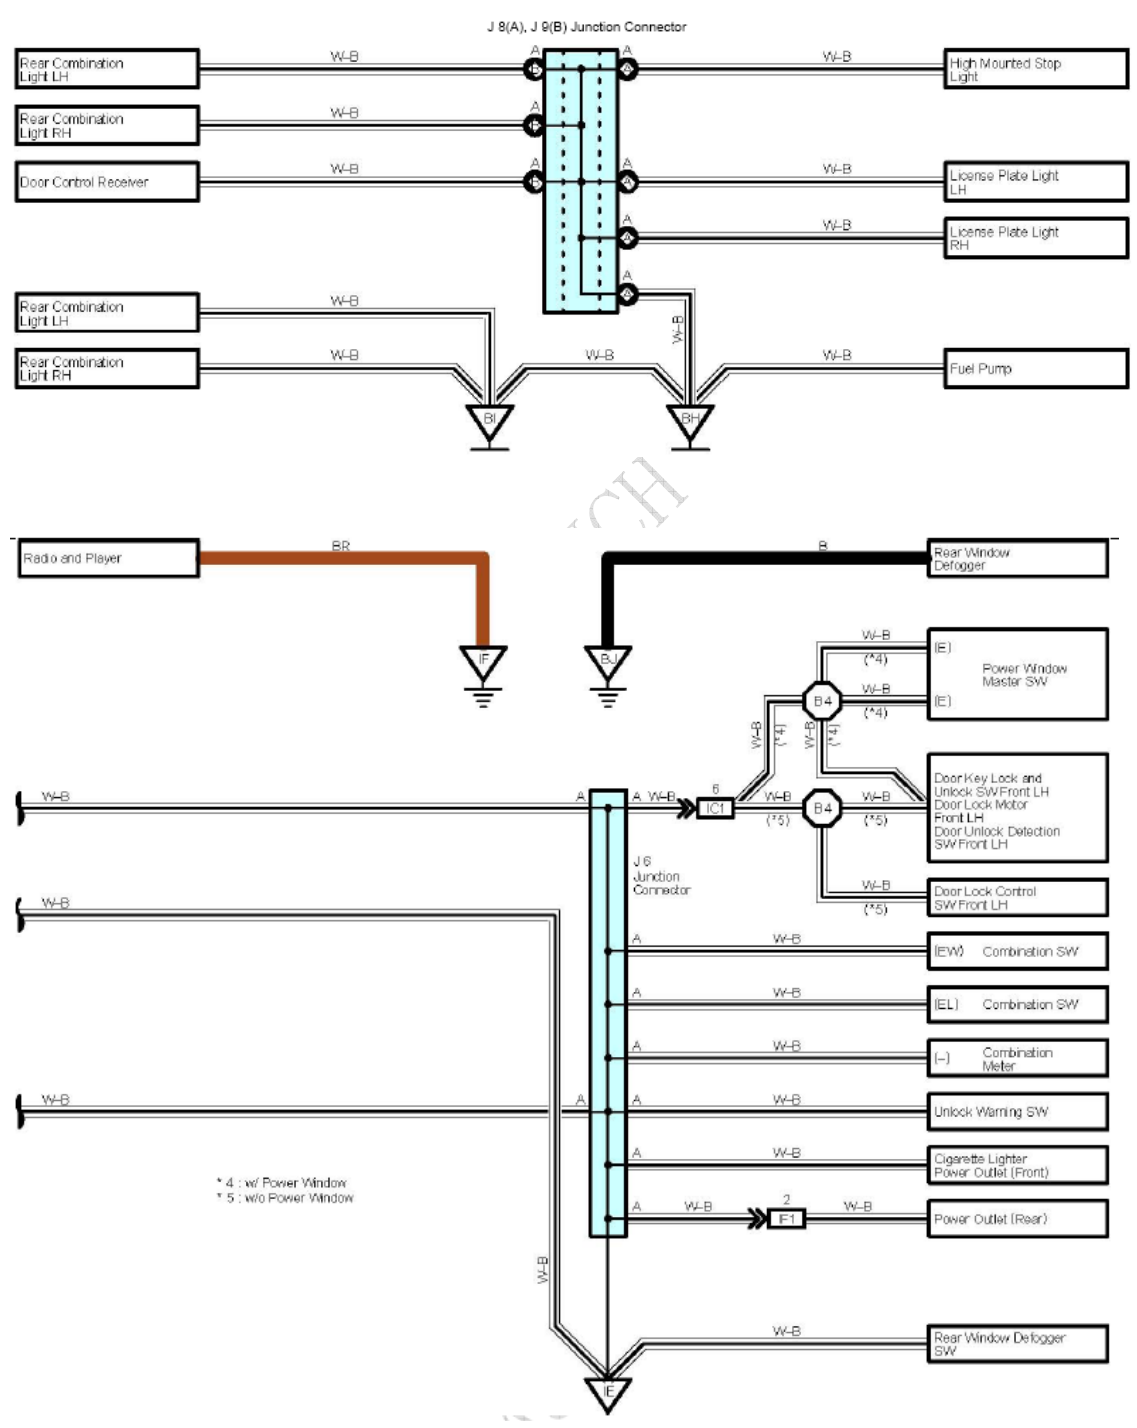 J 8(A), J 9(B) Junction Connector
Rear Combination
Light LH
W–B
A
B
A
A
W–B
High Mounted Stop
Light
Rear Combination
Light RH
W–B
A
B
Door Control Receiver
W–B
A
B
A
A
W–B
License Plate Light
LH
A
A
W–B
License Plate Light
RH
A
A
W–B
Rear Combination
Light LH
W–B
Rear Combination
Light RH
W–B
W–B
W–B
Fuel Pump
BI
BH
CH
Radio and Player
BR
B
Rear Window
Defogger
IF
BJ
W–B
(*4)
(E)
Power Window
Master SW
B4
W–B
(*4)
(E)
W–B
(*4)
W–B
(*4)
W–B
A
A
W–B
6
IC1
W–B
(*5)
B4
W–B
(*5)
Door Key Lock and
Unlock SW Front LH
Door Lock Motor
Front LH
Door Unlock Detection
SW Front LH
J 6
Junction
Connector
W–B
(*5)
Door Lock Control
SW Front LH
W–B
A
W–B
(EW) Combination SW
A
W–B
(EL) Combination SW
A
W–B
(–) Combination
Meter
W–B
A
A
W–B
Unlock Warning SW
A
W–B
Cigarette Lighter
Power Outlet (Front)
* 4 : w/ Power Window
* 5 : w/o Power Window
A
W–B
2
IF1
W–B
Power Outlet (Rear)
W–B
W–B
Rear Window Defogger
SW
IE